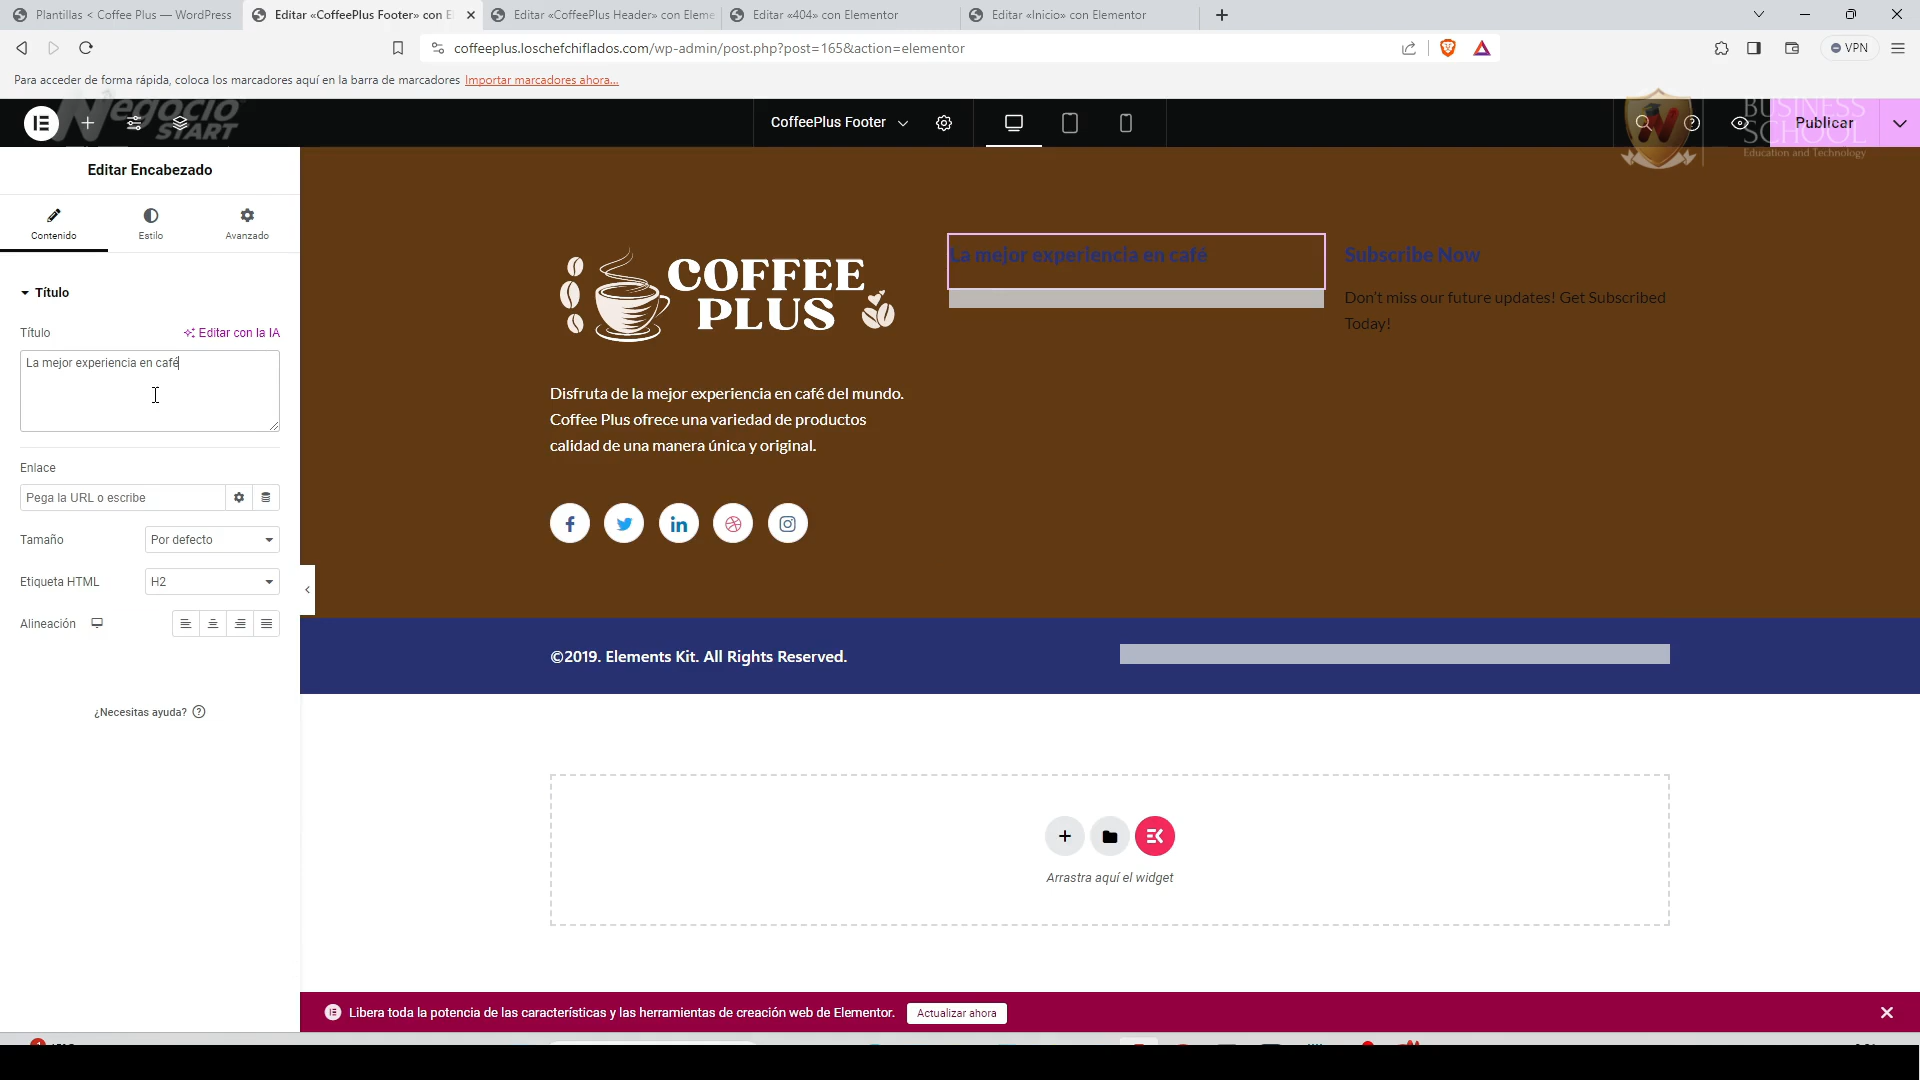 Plantillas < Coffee Plus — WordPress
Editar «CoffeePlus Footer» con E
Editar «CoffeePlus Header» con Eleme
Editar «404» con Elementor
Editar «Inicio» con Elementor
coffeeplus.loschefchiflados.com/wp-admin/post.php?post=165&action=elementor
VPN
Para acceder de forma rápida, coloca los marcadores aquí en la barra de marcadores Importar marcadores ahora...
Negocio
START
CoffeePlus Footer
Publicar
BUSINESS
SCHOOL
Education and Technology
Editar Encabezado
Contenido
Estilo
Avanzado
Título
Título
Editar con la IA
La mejor experiencia en café
Enlace
Pega la URL o escribe
Tamaño
Por defecto
Etiqueta HTML
H2
Alineación
¿Necesitas ayuda?
COFFEE
PLUS
Disfruta de la mejor experiencia en café del mundo.
Coffee Plus ofrece una variedad de productos
calidad de una manera única y original.
La mejor experiencia en café
Subscribe Now
Don't miss our future updates! Get Subscribed
Today!
©2019. Elements Kit. All Rights Reserved.
Arrastra aquí el widget
Libera toda la potencia de las características y las herramientas de creación web de Elementor.
Actualizar ahora